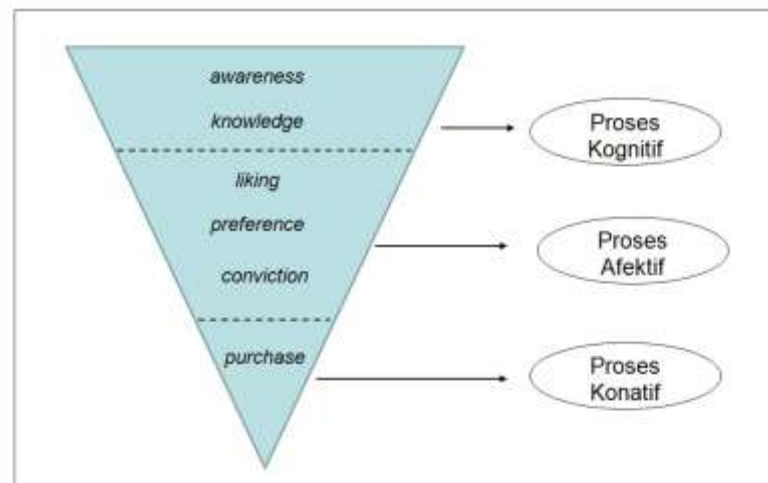 awareness
knowledge
Proses
Kognitif
liking
preference
Proses
Afektif
conviction
purchase
Proses
Konatif